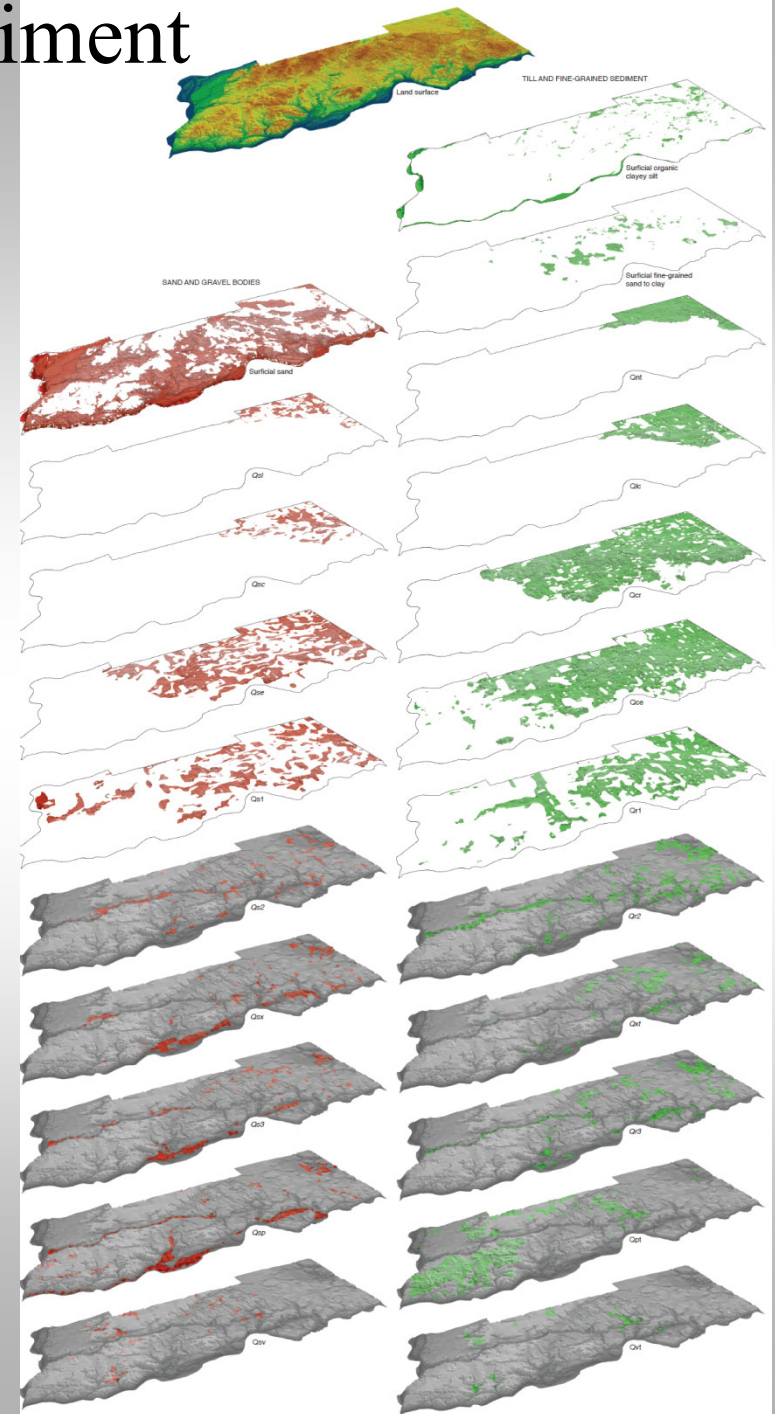 iment
Land surface
TILL AND FINE-GRAINED SEDIMENT
Surficial organic
clayey silt
Surficial fine-grained
sand to clay
Qnt
Qlc
Qcr
Qce
Qr1
Qr2
Qxt
Qr3
Qpt
Qvt
SAND AND GRAVEL BODIES
Surficial sand
Qsl
Qsc
Qse
Qs1
Qs2
Qsx
Qs3
Qsp
Qsv